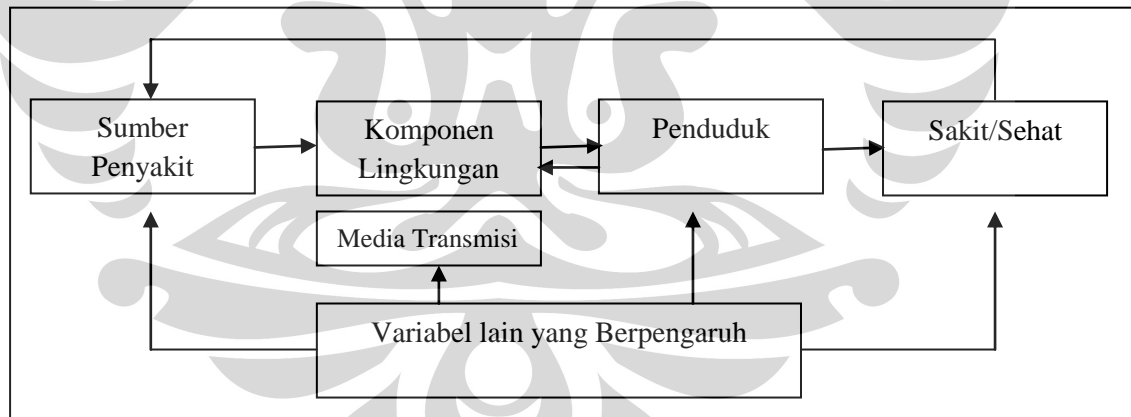 Sumber
Penyakit
Komponen
Lingkungan
Penduduk
Sakit/Sehat
Media Transmisi
Variabel lain yang Berpengaruh